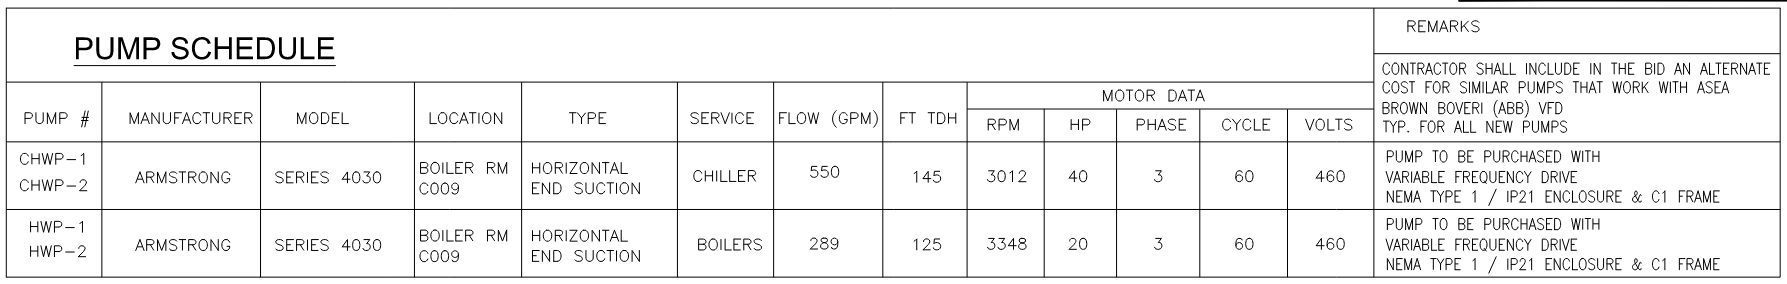 PUMP SCHEDULE
REMARKS
CONTRACTOR SHALL INCLUDE IN THE BID AN ALTERNATE
COST FOR SIMILAR PUMPS THAT WORK WITH ASEA
BROWN BOVERI (ABB) VFD
TYP. FOR ALL NEW PUMPS
MOTOR DATA
PUMP # MANUFACTURER MODEL LOCATION TYPE SERVICE FLOW (GPM) FT TDH RPM HP PHASE CYCLE VOLTS
CHWP-1
CHWP-2
ARMSTRONG
SERIES 4030
BOILER RM
C009
HORIZONTAL
END SUCTION
CHILLER
550
145
3012
40
3
60
460
PUMP TO BE PURCHASED WITH
VARIABLE FREQUENCY DRIVE
NEMA TYPE 1 / IP21 ENCLOSURE & C1 FRAME
HWP-1
HWP-2
ARMSTRONG
SERIES 4030
BOILER RM
C009
HORIZONTAL
END SUCTION
BOILERS
289
125
3348
20
3
60
460
PUMP TO BE PURCHASED WITH
VARIABLE FREQUENCY DRIVE
NEMA TYPE 1 / IP21 ENCLOSURE & C1 FRAME